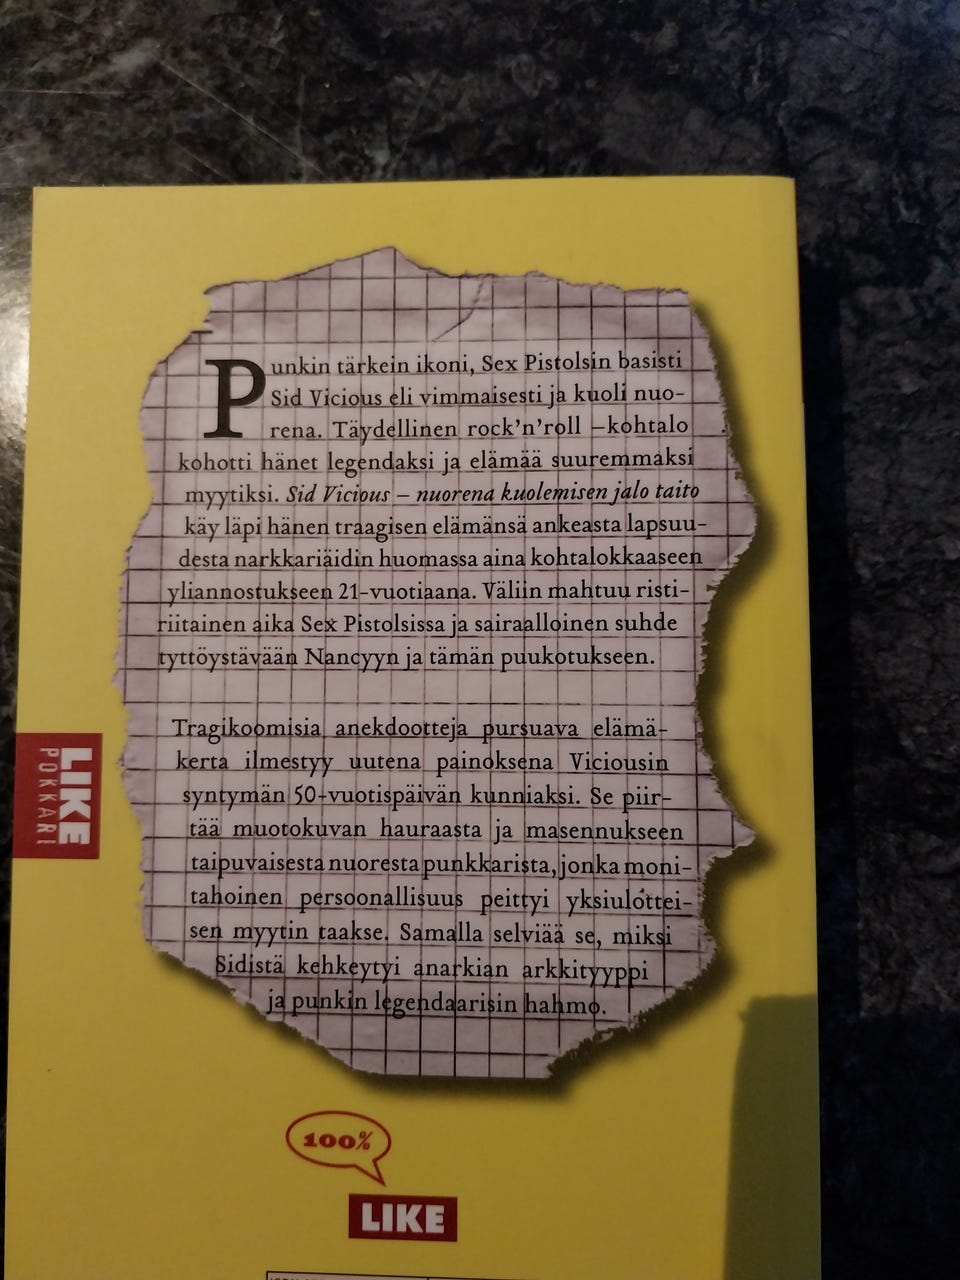 Punkin tärkein ikoni, Sex Pistolsin basisti
Sid Vicious eli vimmaisesti ja kuoli nuo-
rena. Täydellinen rock'n'roll –kohtalo
kohotti hänet legendaksi ja elämää suuremmaksi
myytiksi. Sid Vicious – nuorena kuolemisen jalo taito
käy läpi hänen traagisen elämänsä ankeasta lapsuu-
desta narkkariäidin huomassa aina kohtalokkaaseen
yliannostukseen 21-vuotiaana. Väliin mahtuu risti-
riitainen aika Sex Pistolsissa ja sairaalloinen suhde
tyttöystävään Nancyyn ja tämän puukotukseen.
Tragikoomisia anekdootteja pursuava elämä-
kerta ilmestyy uutena painoksena Viciousin
syntymän 50-vuotispäivän kunniaksi. Se piir-
tää muotokuvan hauraasta ja masennukseen
taipuvaisesta nuoresta punkkarista, jonka moni-
tahoinen persoonallisuus peittyi yksiulottei-
sen myytin taakse. Samalla selviää se, miksi
Sidistä kehkeytyi anarkian arkkityyppi
ja punkin legendaarisin hahmo.
LIKE
POKKARI
100%
LIKE